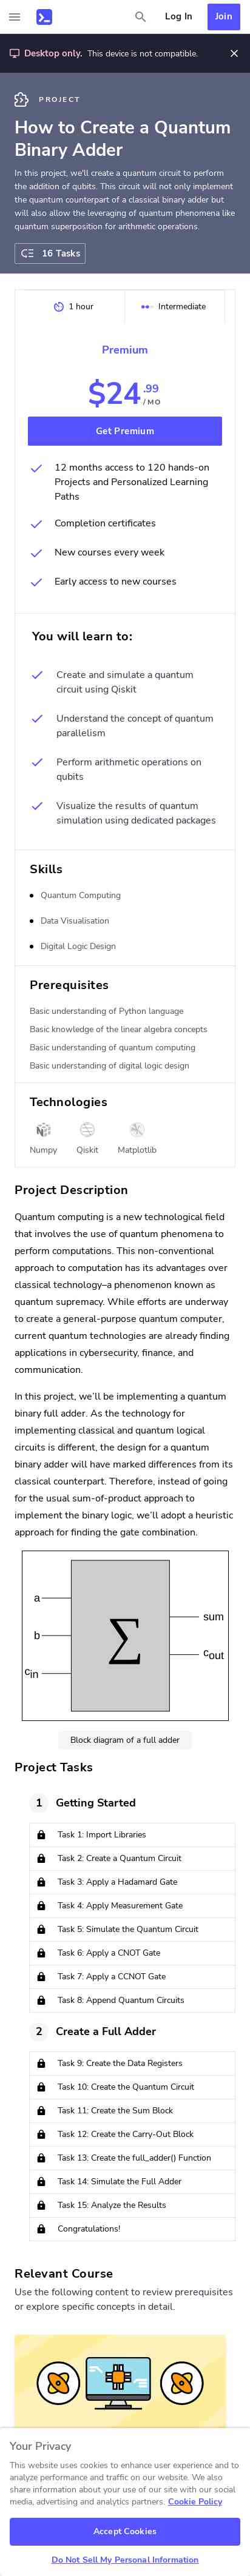 Log In
Join
Desktop only. This device is not compatible.
PROJECT
How to Create a Quantum
Binary Adder
In this project, we'll create a quantum circuit to perform
the addition of qubits. This circuit will not only implement
the quantum counterpart of a classical binary adder but
will also allow the leveraging of quantum phenomena like
quantum superposition for arithmetic operations.
16 Tasks
1 hour
Intermediate
Premium
$24.99
/ MO
Get Premium
12 months access to 120 hands-on
Projects and Personalized Learning
Paths
Completion certificates
New courses every week
Early access to new courses
You will learn to:
Create and simulate a quantum
circuit using Qiskit
Understand the concept of quantum
parallelism
Perform arithmetic operations on
qubits
Visualize the results of quantum
simulation using dedicated packages
Skills
Quantum Computing
Data Visualisation
Digital Logic Design
Prerequisites
Basic understanding of Python language
Basic knowledge of the linear algebra concepts
Basic understanding of quantum computing
Basic understanding of digital logic design
Technologies
Numpy
Qiskit
Matplotlib
Project Description
Quantum computing is a new technological field
that involves the use of quantum phenomena to
perform computations. This non-conventional
approach to computation has its advantages over
classical technology–a phenomenon known as
quantum supremacy. While efforts are underway
to create a general-purpose quantum computer,
current quantum technologies are already finding
applications in cybersecurity, finance, and
communication.
In this project, we'll be implementing a quantum
binary full adder. As the technology for
implementing classical and quantum logical
circuits is different, the design for a quantum
binary adder will have marked differences from its
classical counterpart. Therefore, instead of going
for the usual sum-of-product approach to
implement the binary logic, we'll adopt a heuristic
approach for finding the gate combination.
a
b
cin
∑
sum
cout
Block diagram of a full adder
Project Tasks
1 Getting Started
Task 1: Import Libraries
Task 2: Create a Quantum Circuit
Task 3: Apply a Hadamard Gate
Task 4: Apply Measurement Gate
Task 5: Simulate the Quantum Circuit
Task 6: Apply a CNOT Gate
Task 7: Apply a CCNOT Gate
Task 8: Append Quantum Circuits
2 Create a Full Adder
Task 9: Create the Data Registers
Task 10: Create the Quantum Circuit
Task 11: Create the Sum Block
Task 12: Create the Carry-Out Block
Task 13: Create the full_adder() Function
Task 14: Simulate the Full Adder
Task 15: Analyze the Results
Congratulations!
Relevant Course
Use the following content to review prerequisites
or explore specific concepts in detail.
Your Privacy
This website uses cookies to enhance user experience and to
analyze performance and traffic on our website. We also
share information about your use of our site with our social
media, advertising and analytics partners. Cookie Policy
Accept Cookies
Do Not Sell My Personal Information